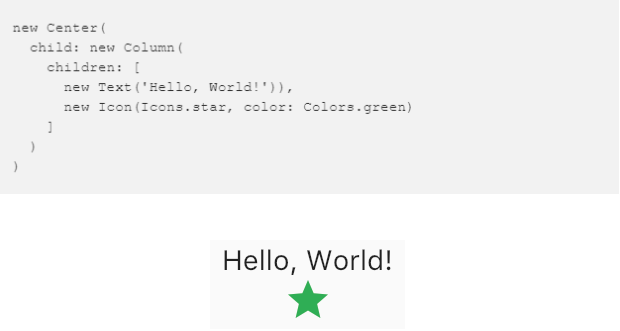 new Center(
  child: new Column(
    children: [
      new Text('Hello, World!')),
      new Icon(Icons.star, color: Colors.green)
    ]
  )
)
Hello, World!